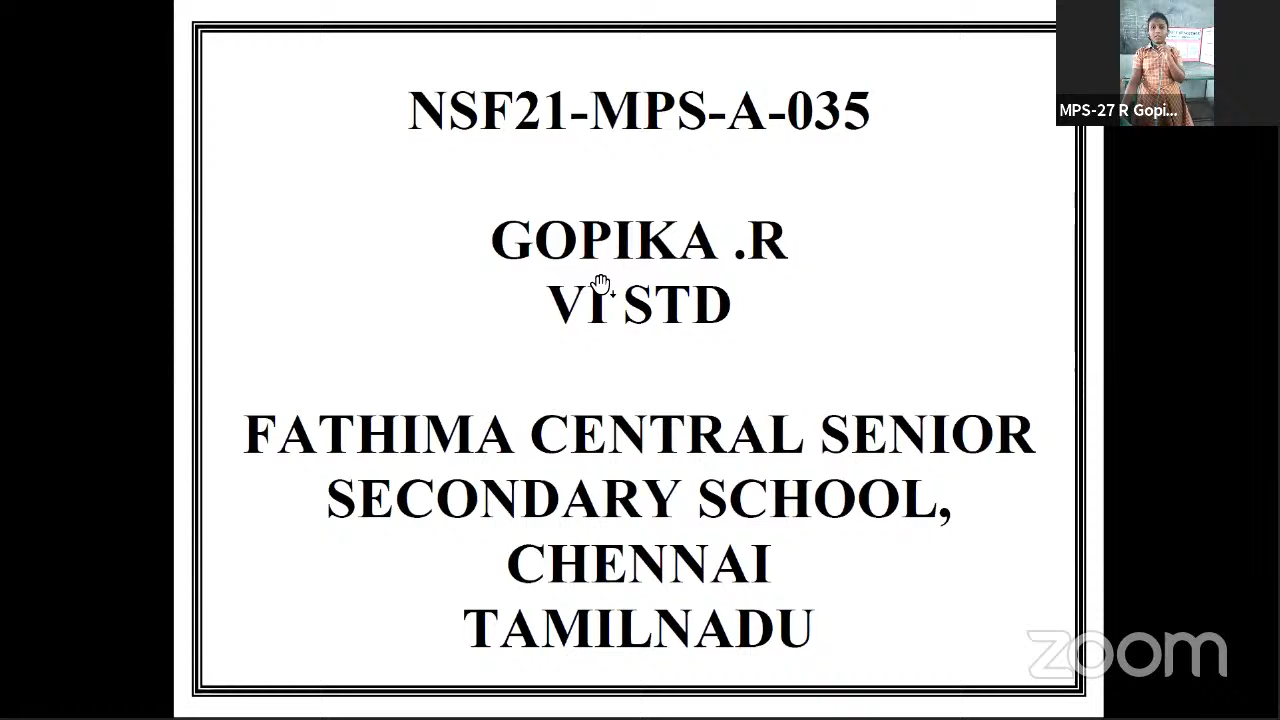 NSF21-MPS-A-035
MPS-27 R Gopi...
GOPIKA .R
VI STD
FATHIMA CENTRAL SENIOR
SECONDARY SCHOOL,
CHENNAI
TAMILNADU
zoom